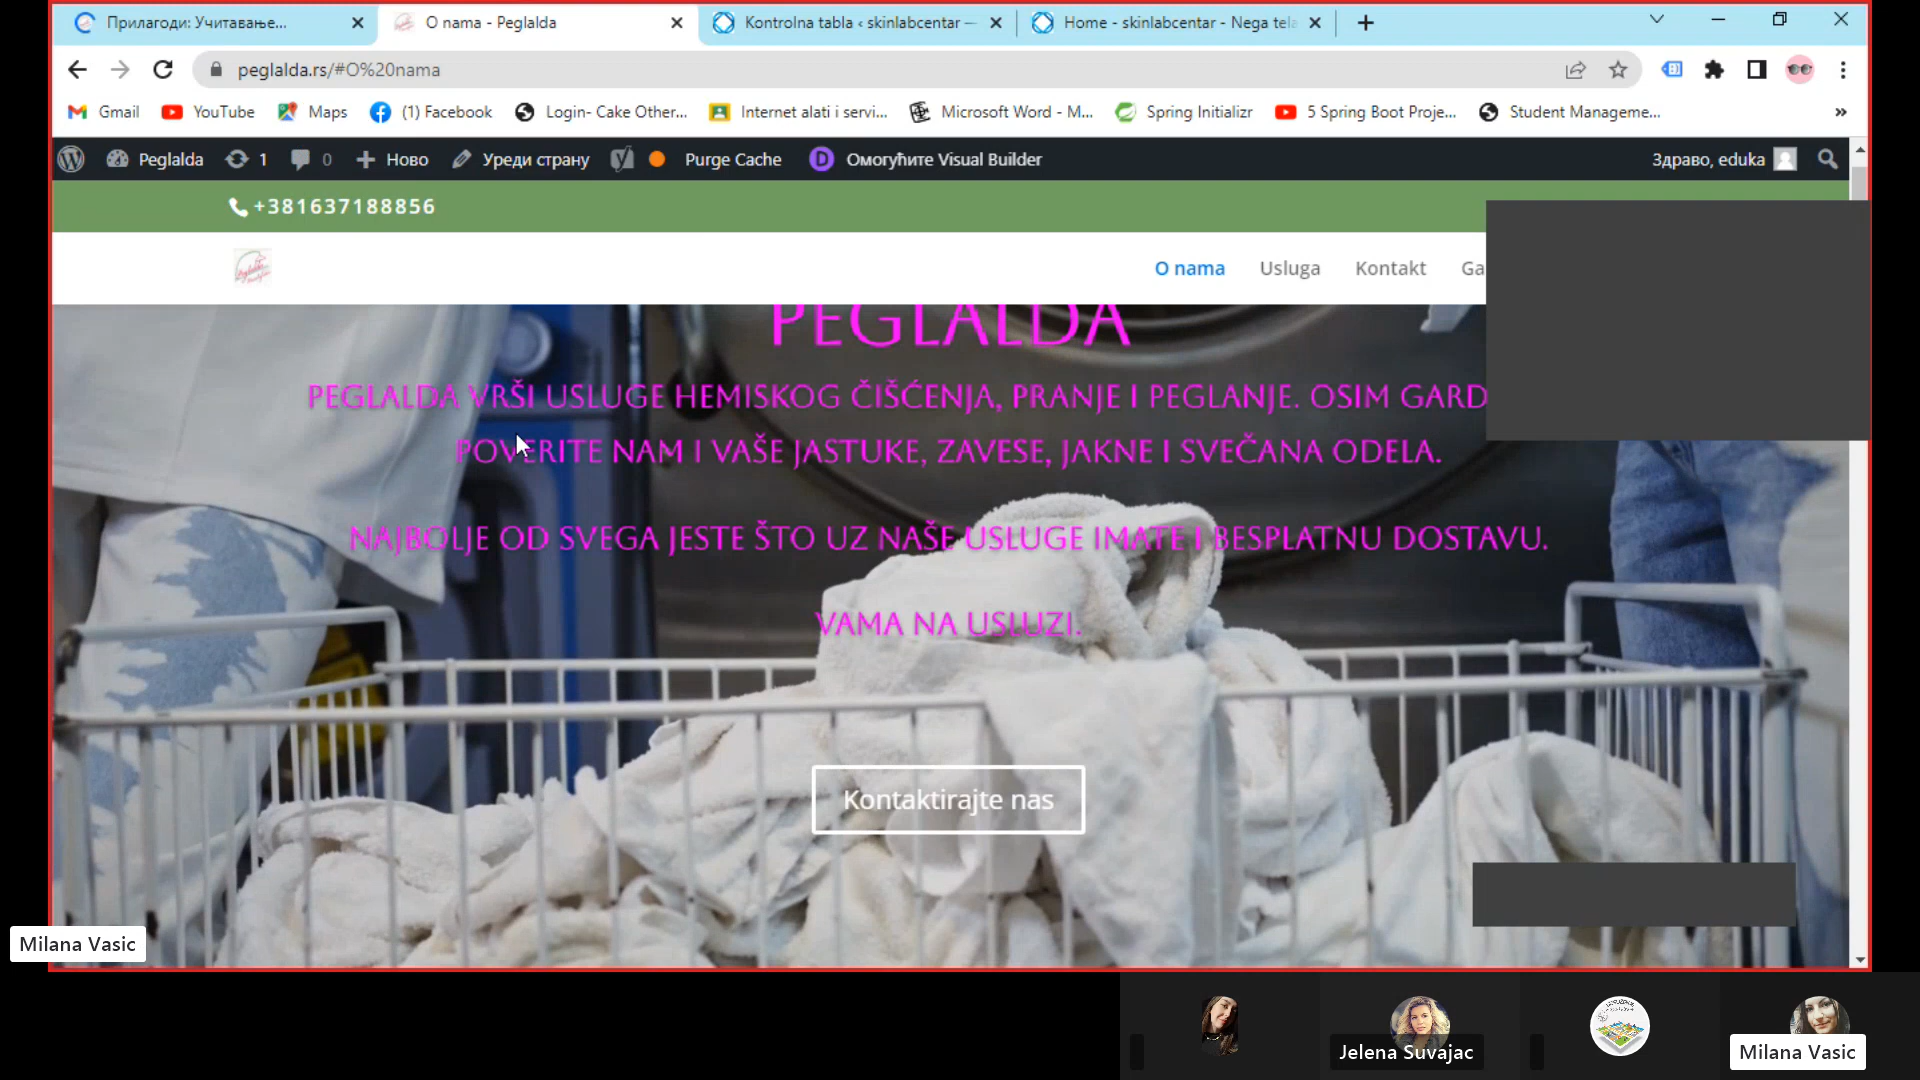 Прилагоди: Учитавање...
O nama - Peglalda
Kontrolna tabla ‹ skinlabcentar —
Home - skinlabcentar - Nega tela
peglalda.rs/#O%20nama
Gmail
YouTube
Maps
(1) Facebook
Login- Cake Other...
Internet alati i servi...
Microsoft Word - M...
Spring Initializr
5 Spring Boot Proje...
Student Manageme...
»
Peglalda
1
0
Ново
Уреди страну
Purge Cache
D
Омогућите Visual Builder
Здраво, eduka
+381637188856
O nama
Usluga
Kontakt
Ga
PEGLALDA
PEGLALDA VRŠI USLUGE HEMISKOG ČIŠĆENJA, PRANJE I PEGLANJE. OSIM GARD
POVERITE NAM I VAŠE JASTUKE, ZAVESE, JAKNE I SVEČANA ODELA.
NAJBOLJE OD SVEGA JESTE ŠTO UZ NAŠE USLUGE IMATE I BESPLATNU DOSTAVU.
VAMA NA USLUZI.
Kontaktirajte nas
Milana Vasic
Jelena Suvajac
Milana Vasic